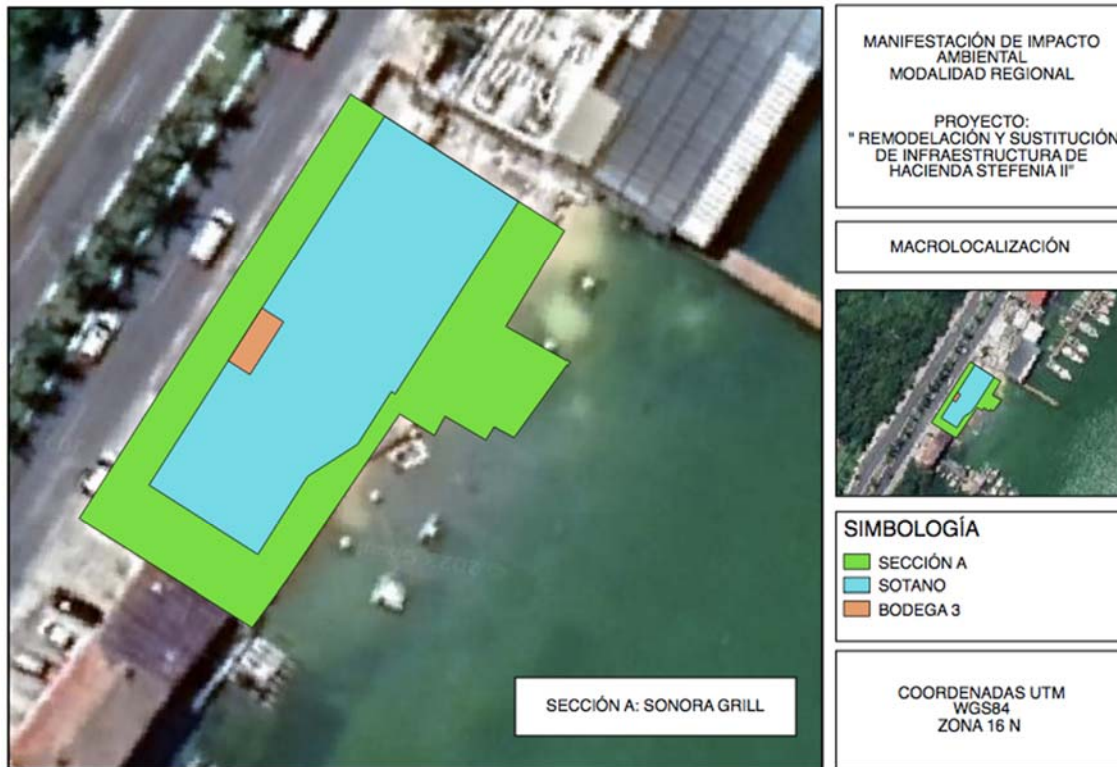 MANIFESTACIÓN DE IMPACTO
AMBIENTAL
MODALIDAD REGIONAL
PROYECTO:
" REMODELACIÓN Y SUSTITUCIÓN
DE INFRAESTRUCTURA DE
HACIENDA STEFENIA II"
MACROLOCALIZACIÓN
SIMBOLOGÍA
SECCIÓN A
SOTANO
BODEGA 3
SECCIÓN A: SONORA GRILL
COORDENADAS UTM
WGS84
ZONA 16 N